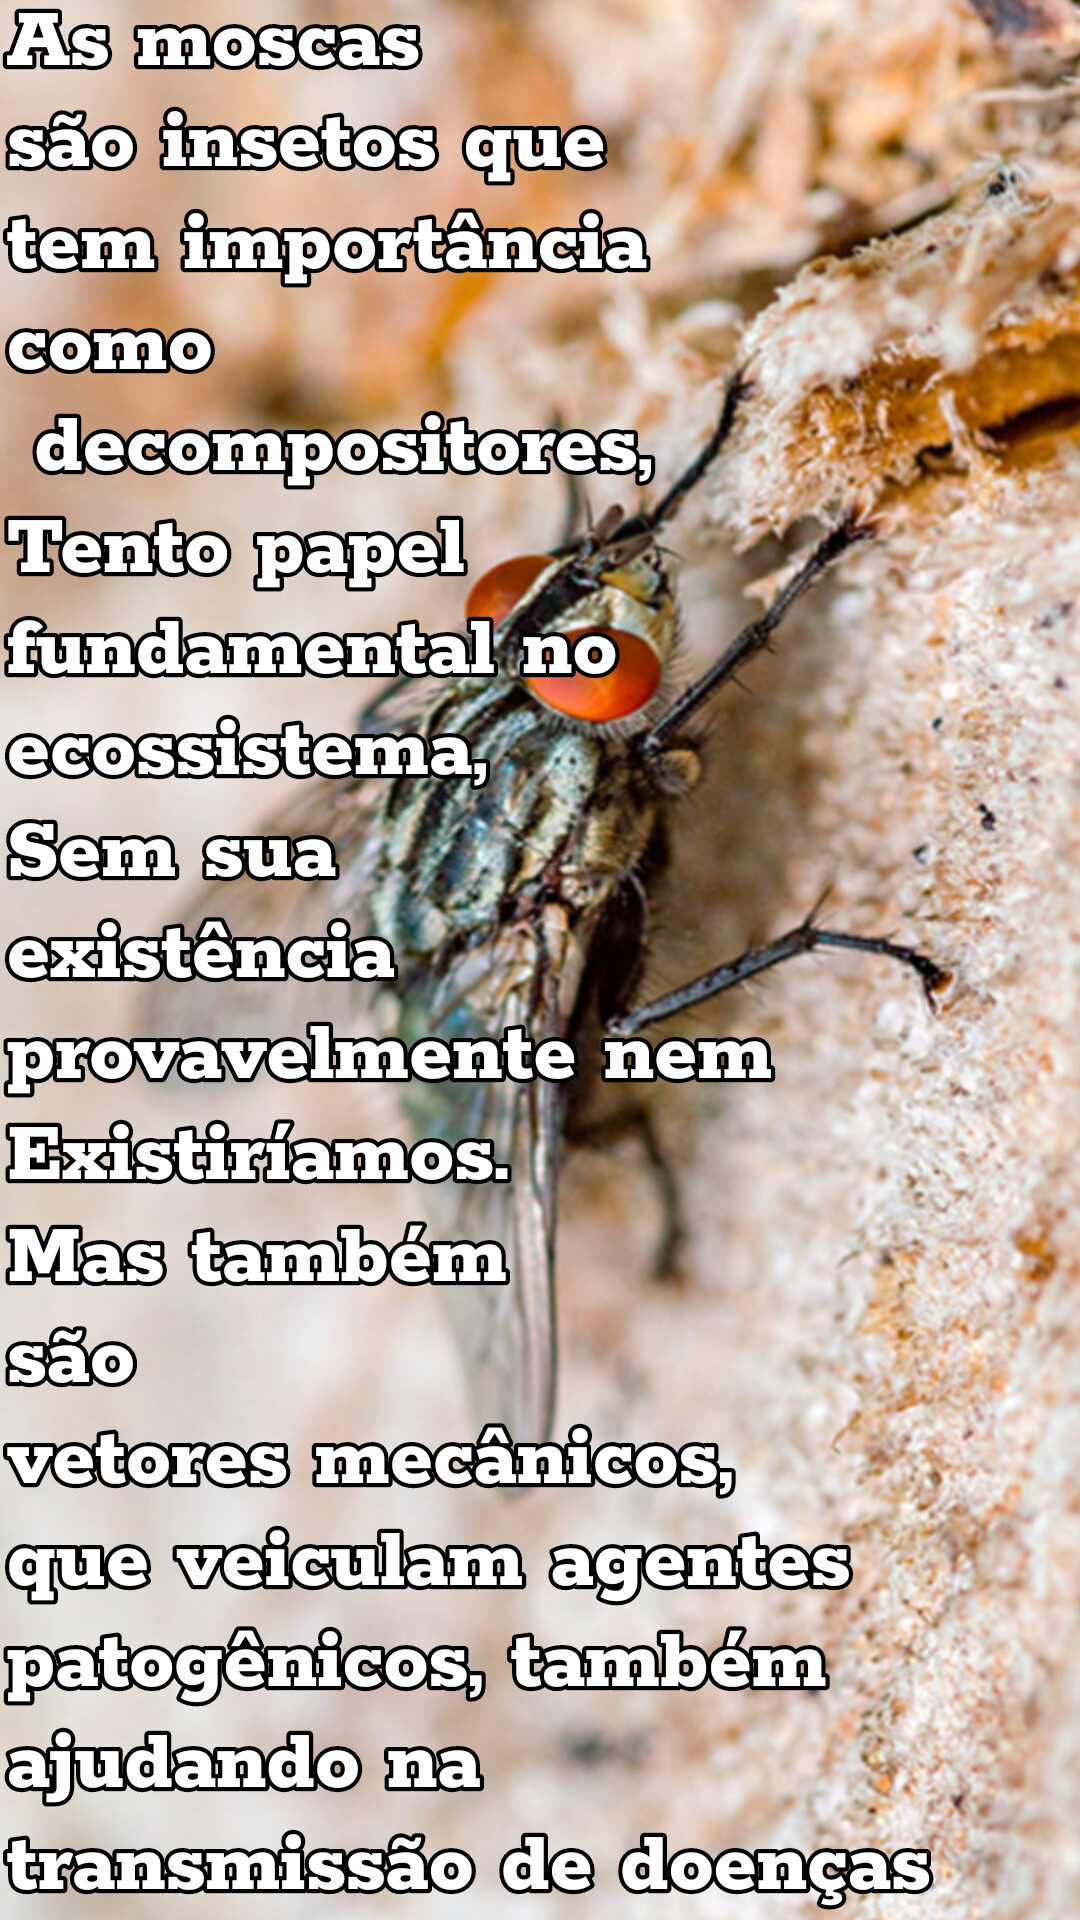 As moscas
são insetos que
tem importância
como
decompositores,
Tento papel
fundamental no
ecossistema,
Sem sua
existência
provavelmente nem
Existiríamos.
Mas também
são
vetores mecânicos,
que veiculam agentes
patogênicos, também
ajudando na
transmissão de doenças